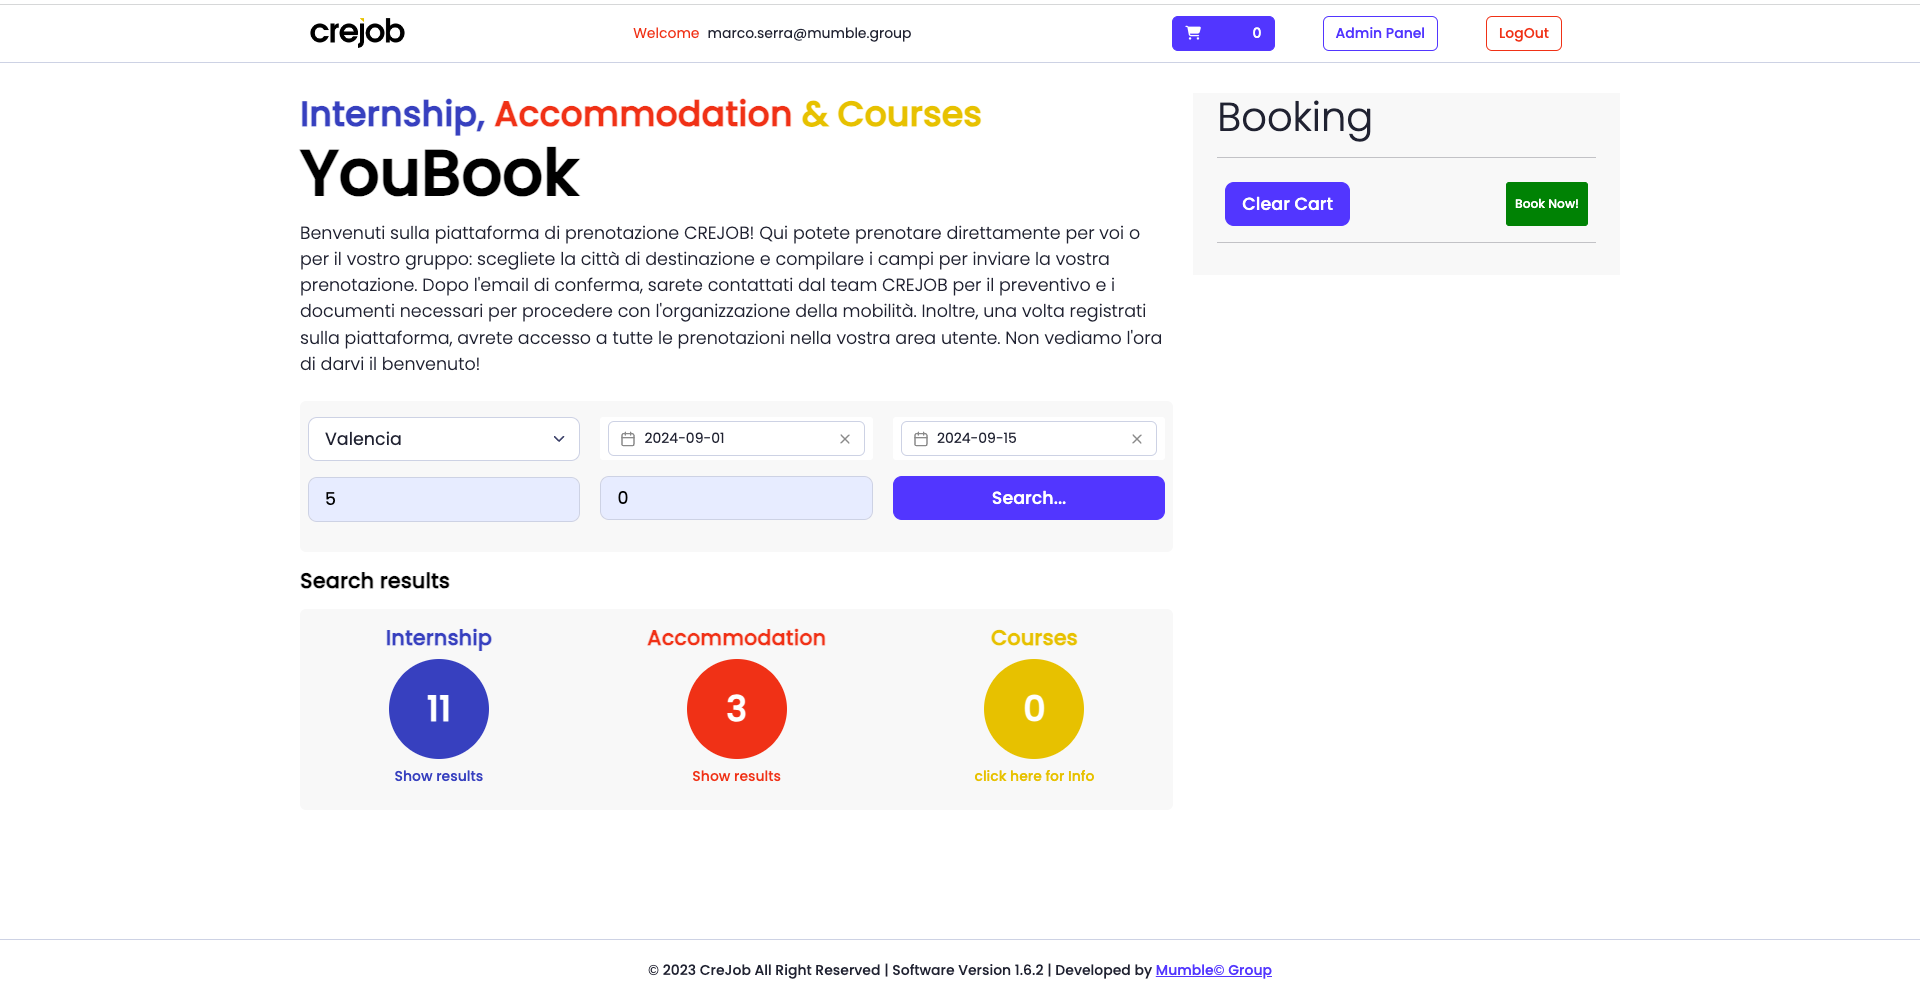 crejob
Welcome marco.serra@mumble.group
0
Admin Panel
LogOut
Internship, Accommodation & Courses
YouBook
Benvenuti sulla piattaforma di prenotazione CREJOB! Qui potete prenotare direttamente per voi o
per il vostro gruppo: scegliete la città di destinazione e compilare i campi per inviare la vostra
prenotazione. Dopo l'email di conferma, sarete contattati dal team CREJOB per il preventivo e i
documenti necessari per procedere con l'organizzazione della mobilità. Inoltre, una volta registrati
sulla piattaforma, avrete accesso a tutte le prenotazioni nella vostra area utente. Non vediamo l'ora
di darvi il benvenuto!
Booking
Clear Cart
Book Now!
Valencia
2024-09-01
2024-09-15
5
0
Search...
Search results
Internship
11
Show results
Accommodation
3
Show results
Courses
0
click here for Info
© 2023 CreJob All Right Reserved | Software Version 1.6.2 | Developed by Mumble© Group